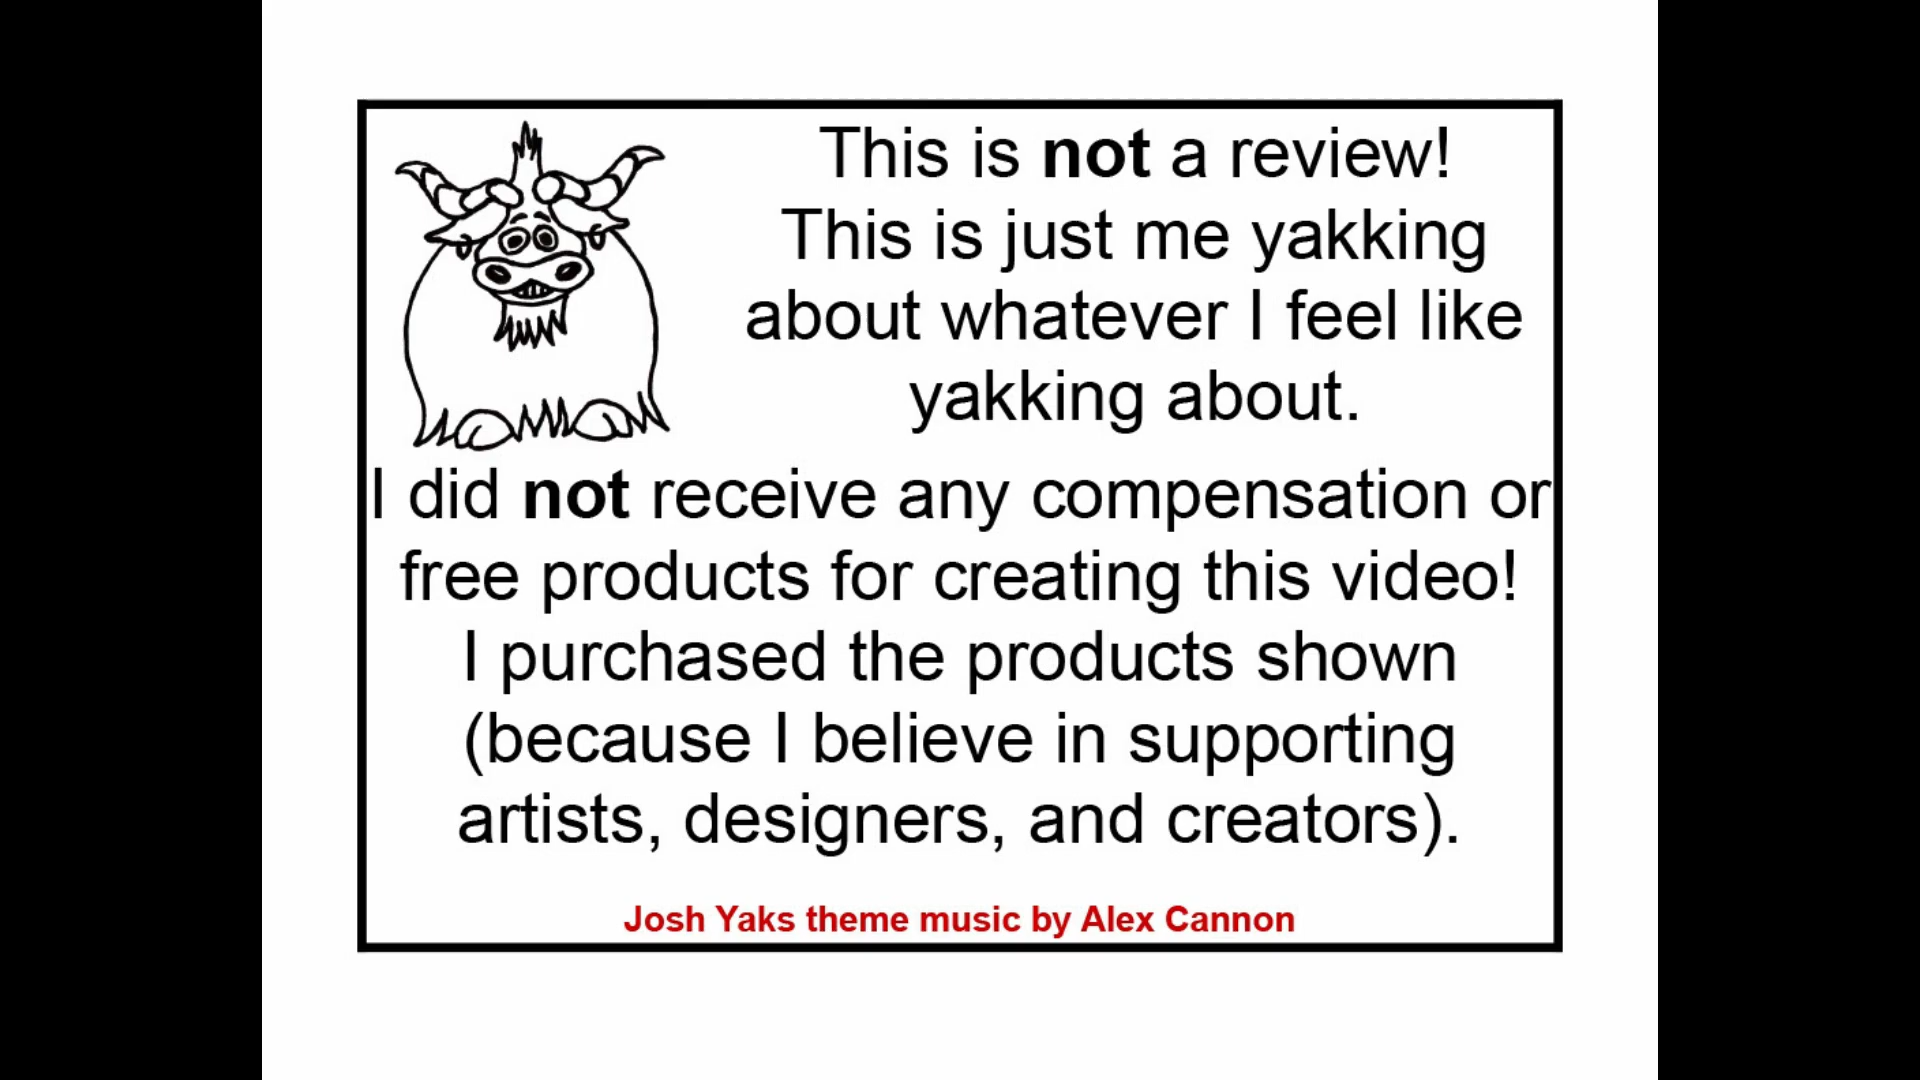 This is not a review!
This is just me yakking
about whatever I feel like
yakking about.
I did not receive any compensation or
free products for creating this video!
I purchased the products shown
(because I believe in supporting
artists, designers, and creators).
Josh Yaks theme music by Alex Cannon